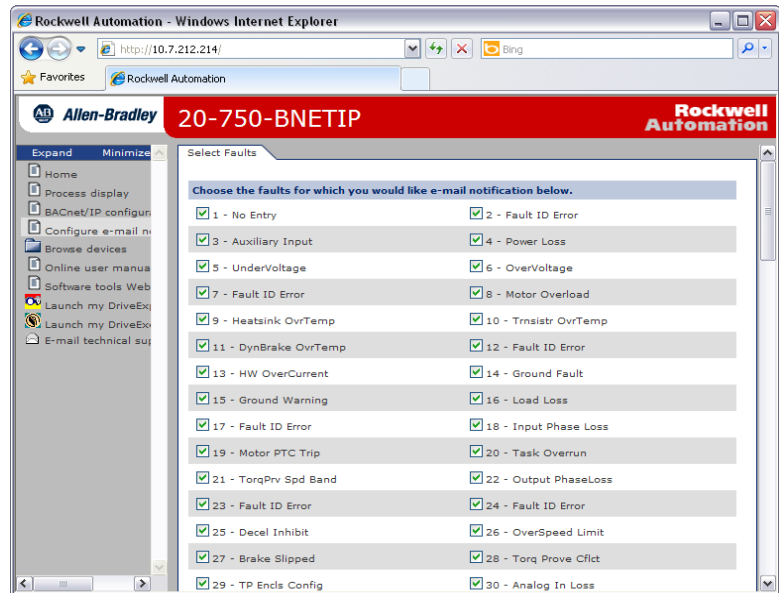 Rockwell Automation - Windows Internet Explorer
http://10.7.212.214/
Bing
Favorites
Rockwell Automation
AB Allen-Bradley
20-750-BNETIP
Rockwell
Automation
Expand Minimize
Home
Process display
BACnet/IP configura
Configure e-mail no
Browse devices
Online user manua
Software tools Web
Launch my DriveExp
Launch my DriveExe
E-mail technical sup
Select Faults
Choose the faults for which you would like e-mail notification below.
1 - No Entry
2 - Fault ID Error
3 - Auxiliary Input
4 - Power Loss
5 - UnderVoltage
6 - OverVoltage
7 - Fault ID Error
8 - Motor Overload
9 - Heatsink OvrTemp
10 - Trnsistr OvrTemp
11 - DynBrake OvrTemp
12 - Fault ID Error
13 - HW OverCurrent
14 - Ground Fault
15 - Ground Warning
16 - Load Loss
17 - Fault ID Error
18 - Input Phase Loss
19 - Motor PTC Trip
20 - Task Overrun
21 - TorqPrv Spd Band
22 - Output PhaseLoss
23 - Fault ID Error
24 - Fault ID Error
25 - Decel Inhibit
26 - OverSpeed Limit
27 - Brake Slipped
28 - Torq Prove Cflct
29 - TP Encls Config
30 - Analog In Loss